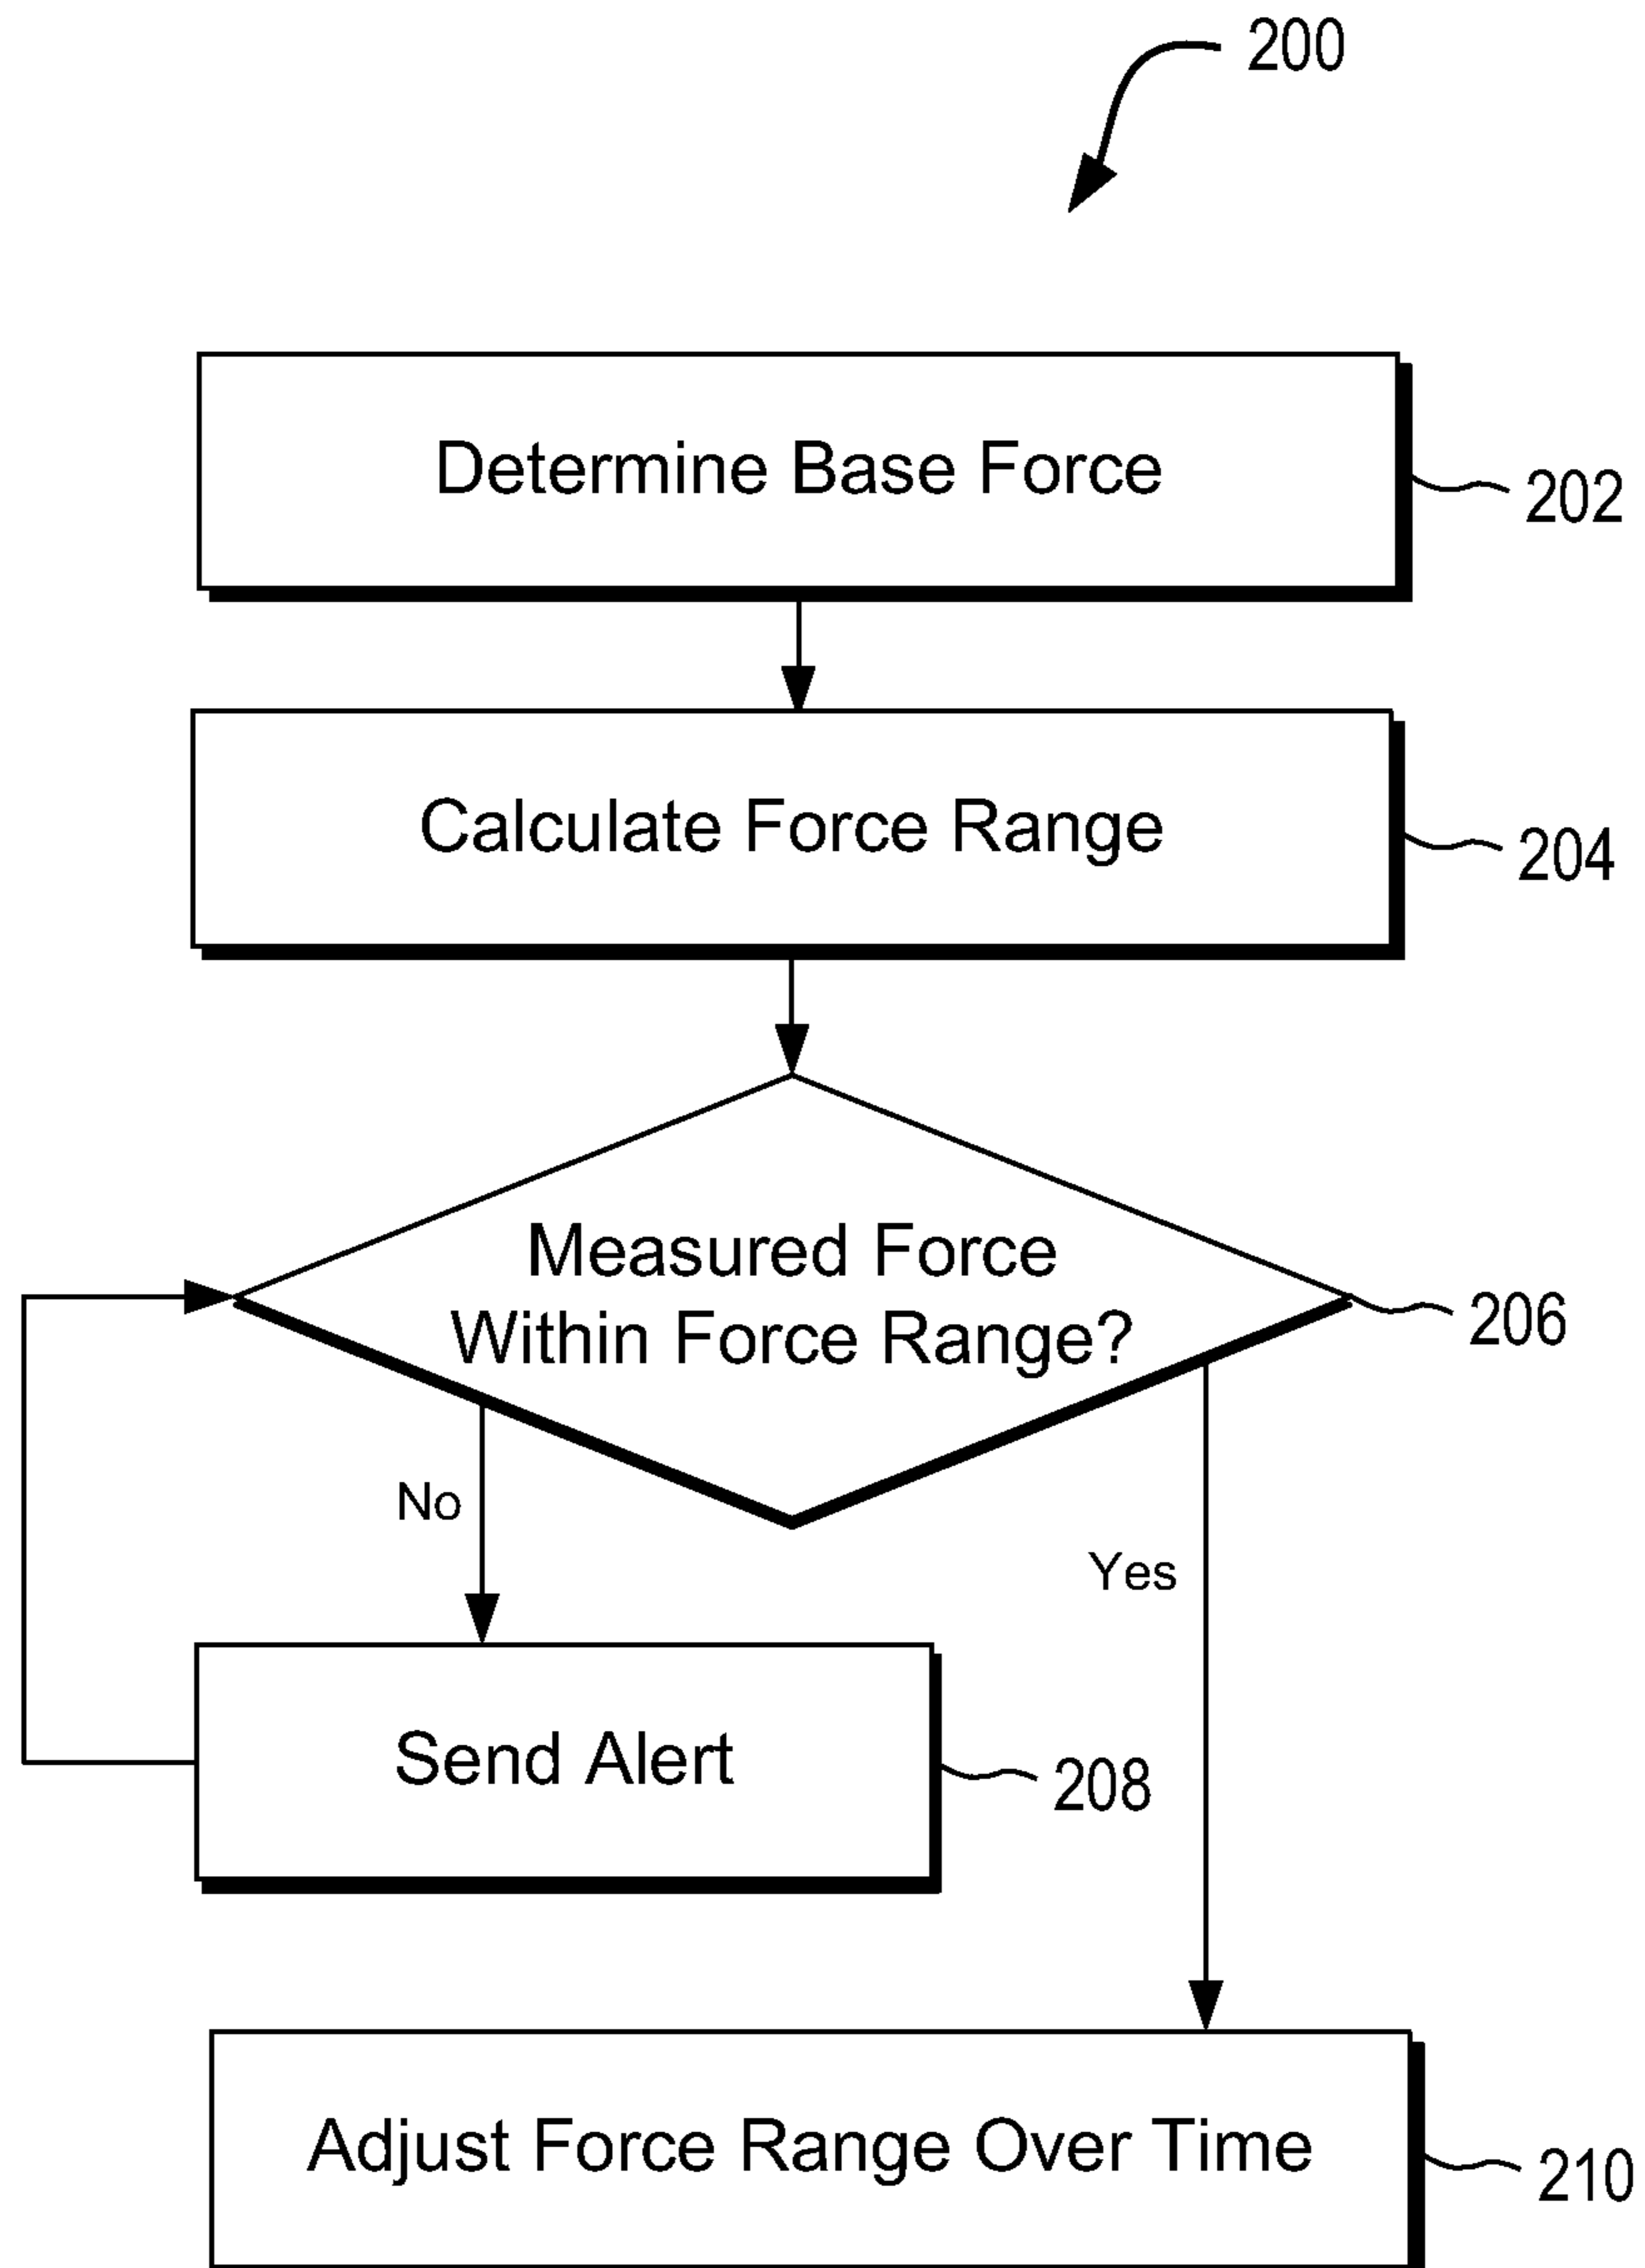 200
Determine Base Force
202
Calculate Force Range
204
Measured Force
Within Force Range?
206
No
Yes
Send Alert
208
Adjust Force Range Over Time
210